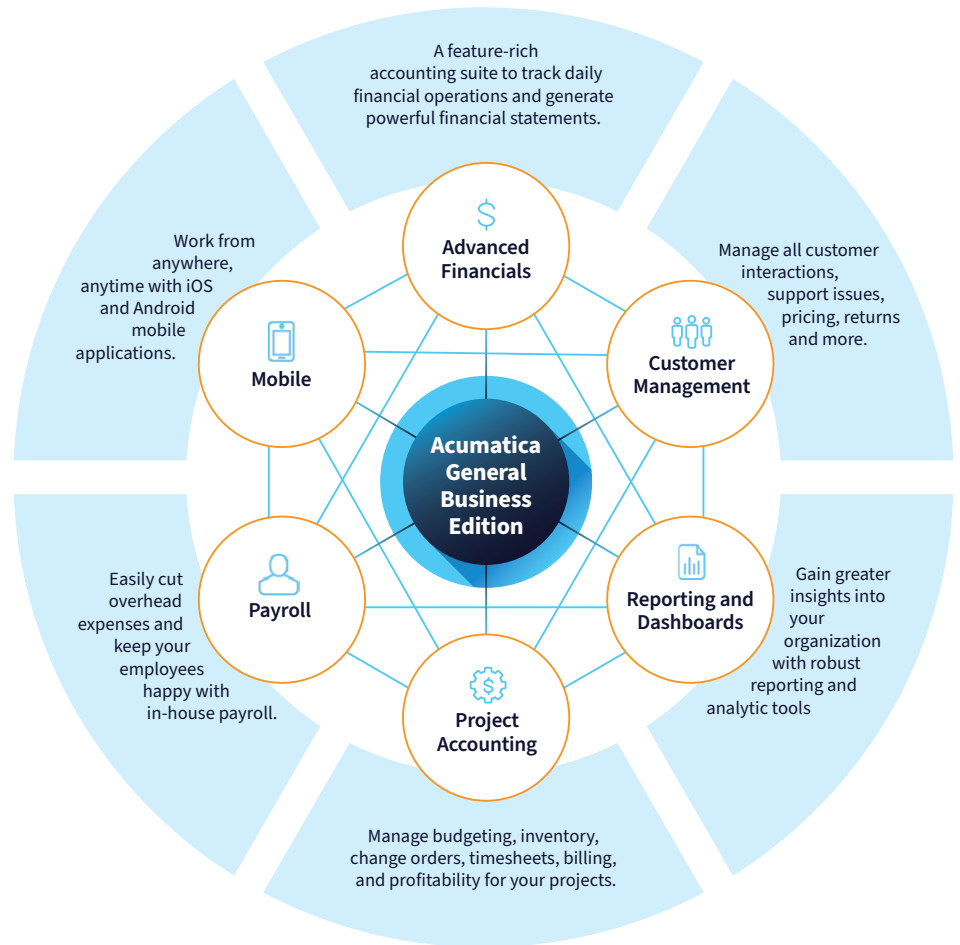 A feature-rich
accounting suite to track daily
financial operations and generate
powerful financial statements.
Advanced
Financials
Work from
anywhere,
anytime with iOS
and Android
mobile
applications.
Mobile
Manage all customer
interactions,
support issues,
pricing, returns
and more.
Customer
Management
Acumatica
General
Business
Edition
Easily cut
overhead
expenses and
keep your
employees
happy with
in-house payroll.
Payroll
Gain greater
insights into
your
organization
with robust
reporting and
analytic tools
Reporting and
Dashboards
Project
Accounting
Manage budgeting, inventory,
change orders, timesheets, billing,
and profitability for your projects.